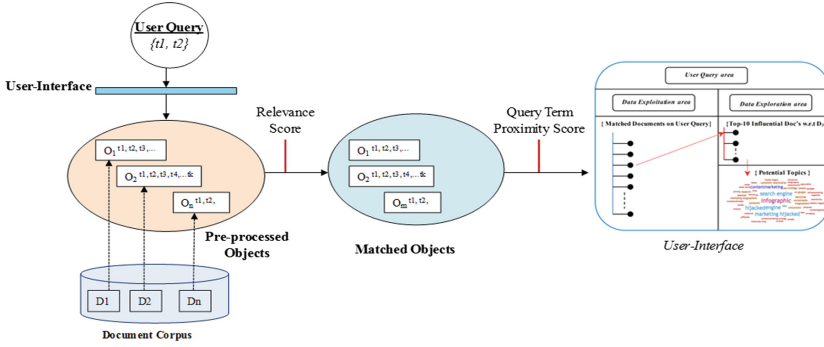 User Query
{t1, t2}
User-Interface
O1 t1, t2, t3,...
O2 t1, t2, t3, t4,... tk
On t1, t2,
Pre-processed
Objects
D1
D2
Dn
Document Corpus
Relevance
Score
O1 t1, t2, t3,...
O2 t1, t2, t3, t4,... tk
Om t1, t2,
Matched Objects
Query Term
Proximity Score
User Query area
Data Exploitation area
Data Exploration area
{ Matched Documents on User Query}
{Top-10 Influential Doc's w.r.t D
{ Potential Topics }
contentmarketing
search engine
infographic
hijackedengine
marketing hijacked
User-Interface